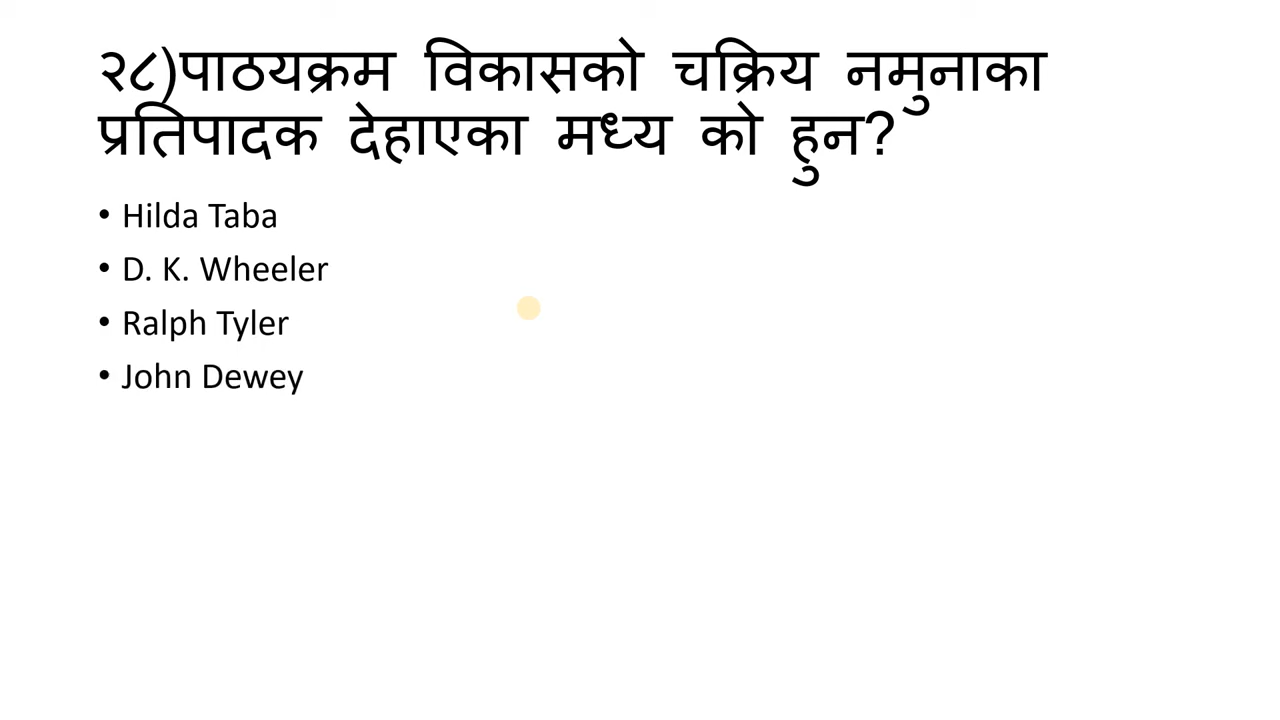 २८)पाठयक्रम विकासको चक्रिय नमुनाका
प्रतिपादक देहाएका मध्य को हुन?
• Hilda Taba
• D. K. Wheeler
• Ralph Tyler
• John Dewey